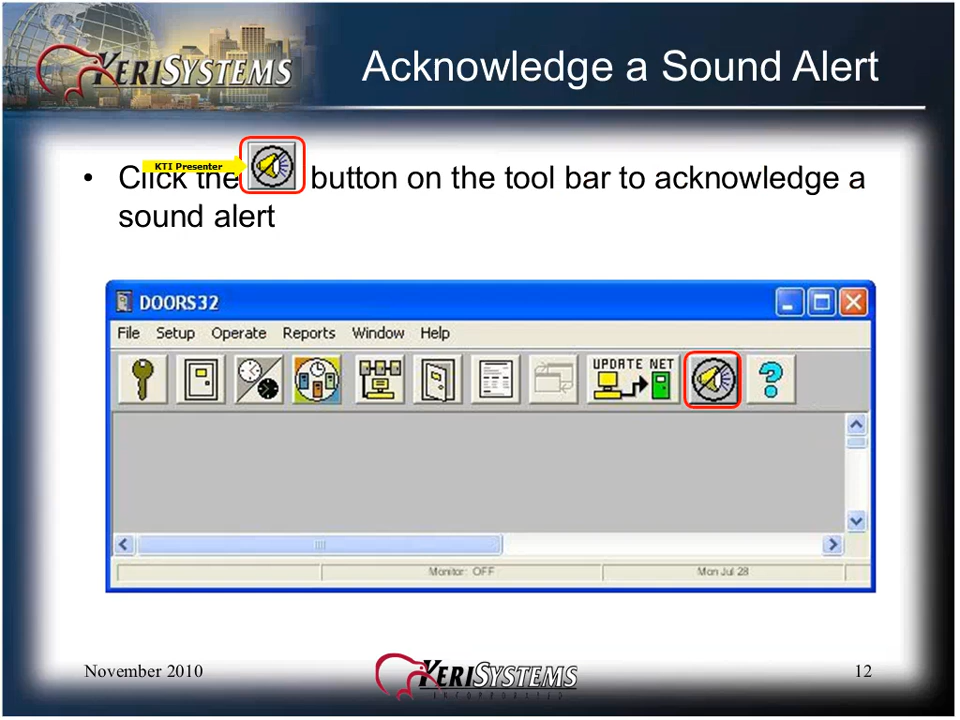 KERISYSTEMS
Acknowledge a Sound Alert
KTI Presenter
• Click the button on the tool bar to acknowledge a
sound alert
DOORS32
File Setup Operate Reports Window Help
UPDATE NET
Monitor: OFF Mon Jul 28
November 2010
KERISYSTEMS
INCORPORATED
12